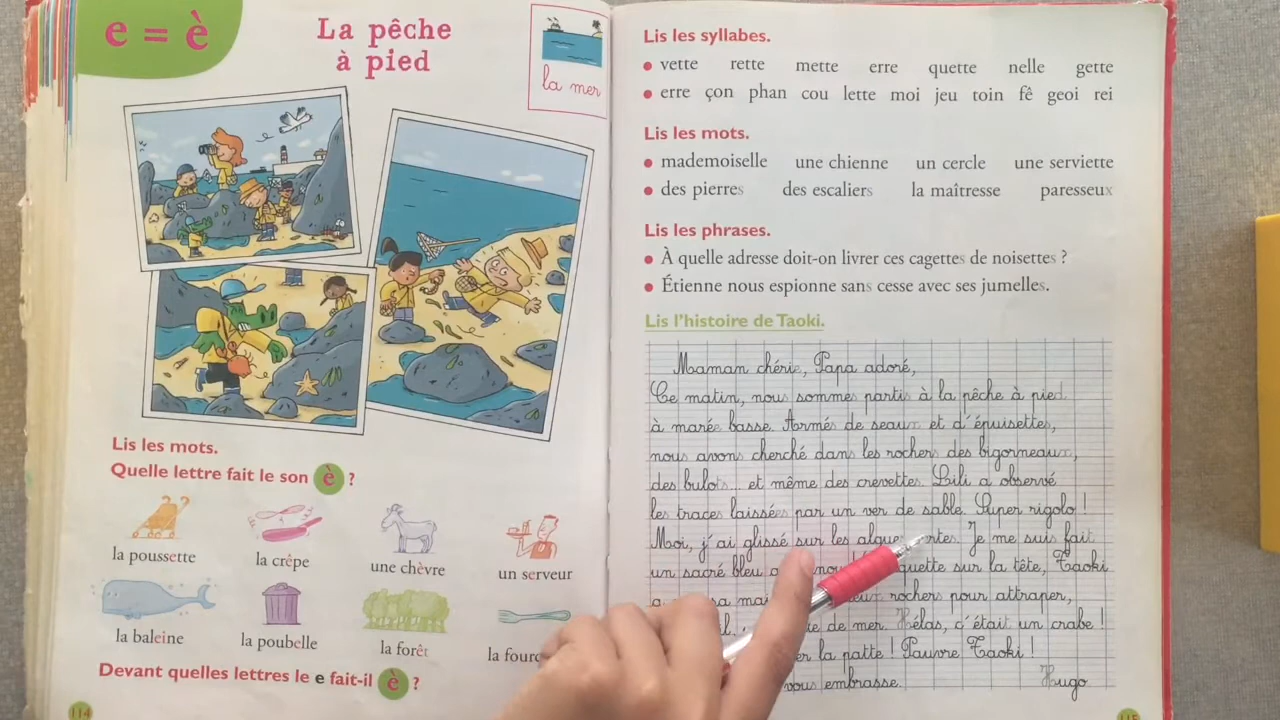 e = è
La pêche
à pied
la mer
Lis les mots.
Quelle lettre fait le son è ?
la poussette
la crêpe
une chèvre
un serveur
la baleine
la poubelle
la forêt
Devant quelles lettres le e fait-il è ?
114
Lis les syllabes.
vette rette mette erre quette nelle gette
erre çon phan cou lette moi jeu toin fê geoi rei
Lis les mots.
mademoiselle une chienne un cercle une serviette
des pierres des escaliers la maîtresse paresseux
Lis les phrases.
À quelle adresse doit-on livrer ces cagettes de noisettes ?
Étienne nous espionne sans cesse avec ses jumelles.
Lis l'histoire de Taoki.
Maman chérie, Papa adoré,
Ce matin, nous sommes partis à la pêche à pied
à marée basse. Armés de seaux et d'épuisettes,
nous avons cherché dans les rochers des bigorneaux,
des bulots... et même des crevettes. Lili a observé
les traces laissées par un ver de sable. Super rigolo !
Moi, j'ai glissé sur les Je me suis fait
un sacré bleu sur la tête, Taoki
rochers pour attraper,
de mer. Hélas, c'était un crabe !
la patte ! Pauvre Taoki !
vous embrasse
Hugo
115